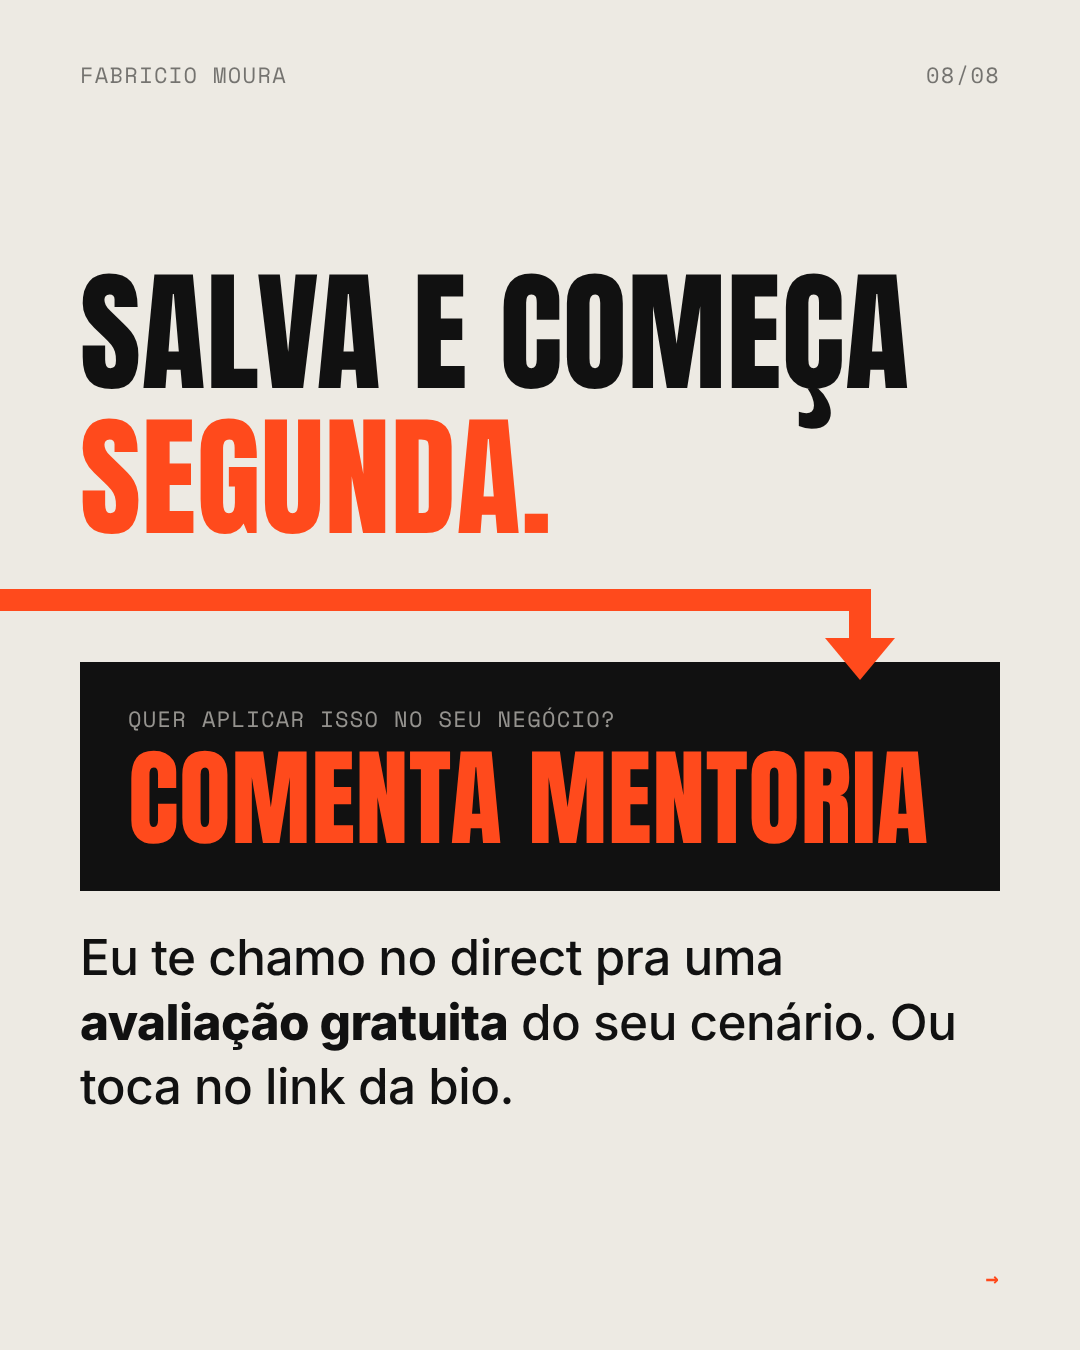 FABRICIO MOURA
08/08
SALVA E COMEÇA
SEGUNDA.
QUER APLICAR ISSO NO SEU NEGÓCIO?
COMENTA MENTORIA
Eu te chamo no direct pra uma
avaliação gratuita do seu cenário. Ou
toca no link da bio.
→